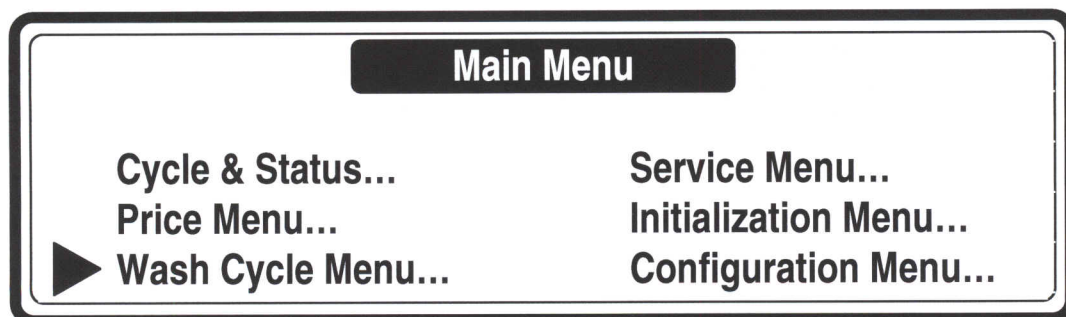 Main Menu
Cycle & Status...
Price Menu...
Wash Cycle Menu...
Service Menu...
Initialization Menu...
Configuration Menu...